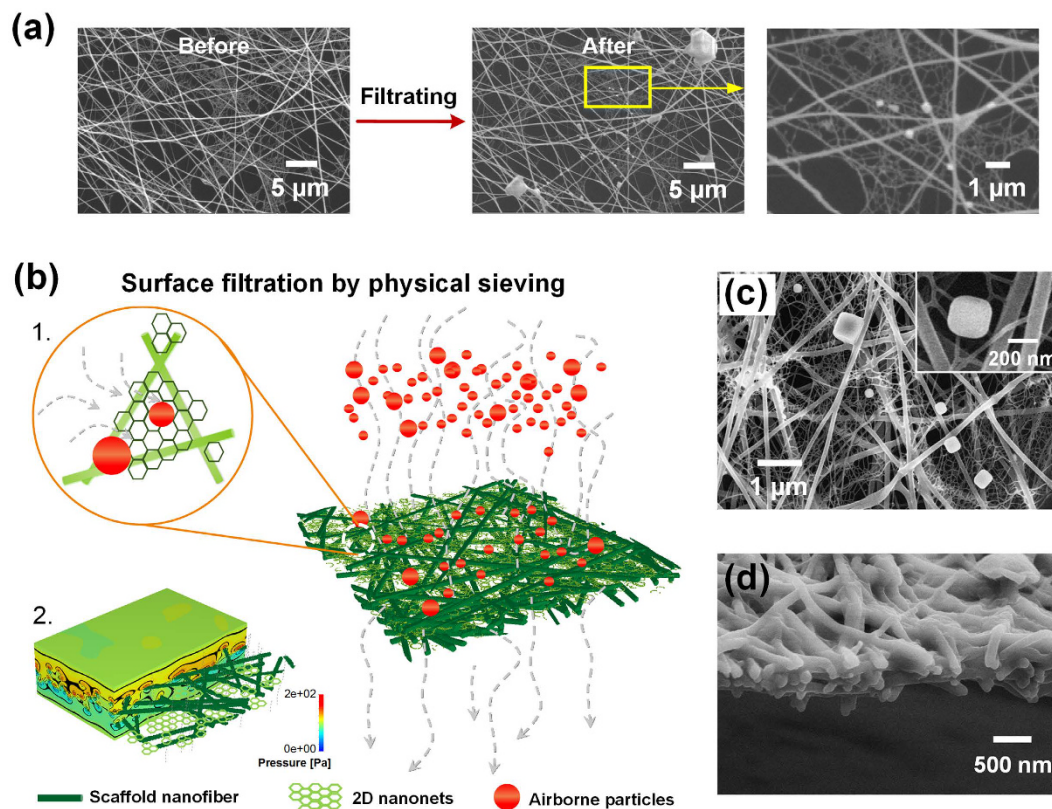 (a)
Before
5 μm
Filtrating
After
5 μm
1 μm
(b)
Surface filtration by physical sieving
1.
2.
2e+02
0e+00
Pressure [Pa]
Scaffold nanofiber
2D nanonets
Airborne particles
(c)
200 nm
1 μm
(d)
500 nm